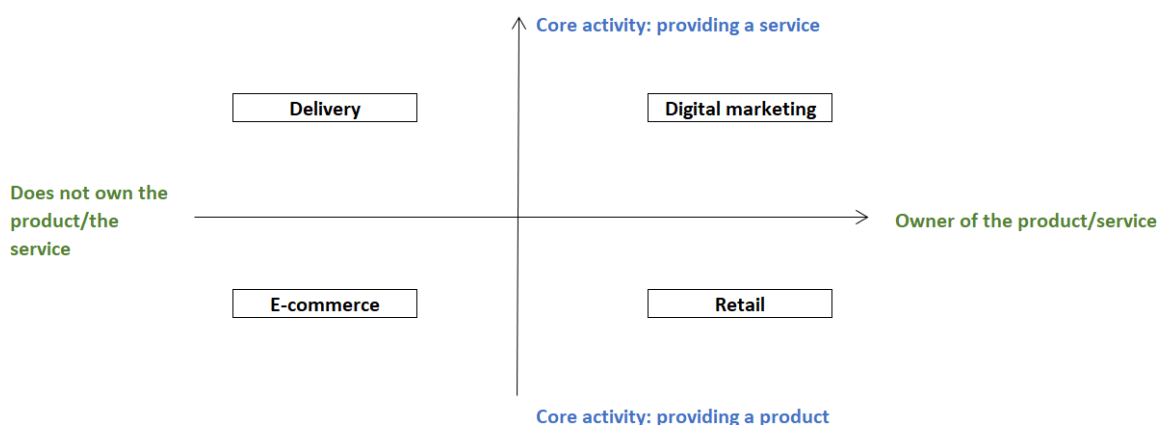 Core activity: providing a service
Delivery
Digital marketing
Does not own the
product/the
service
Owner of the product/service
E-commerce
Retail
Core activity: providing a product